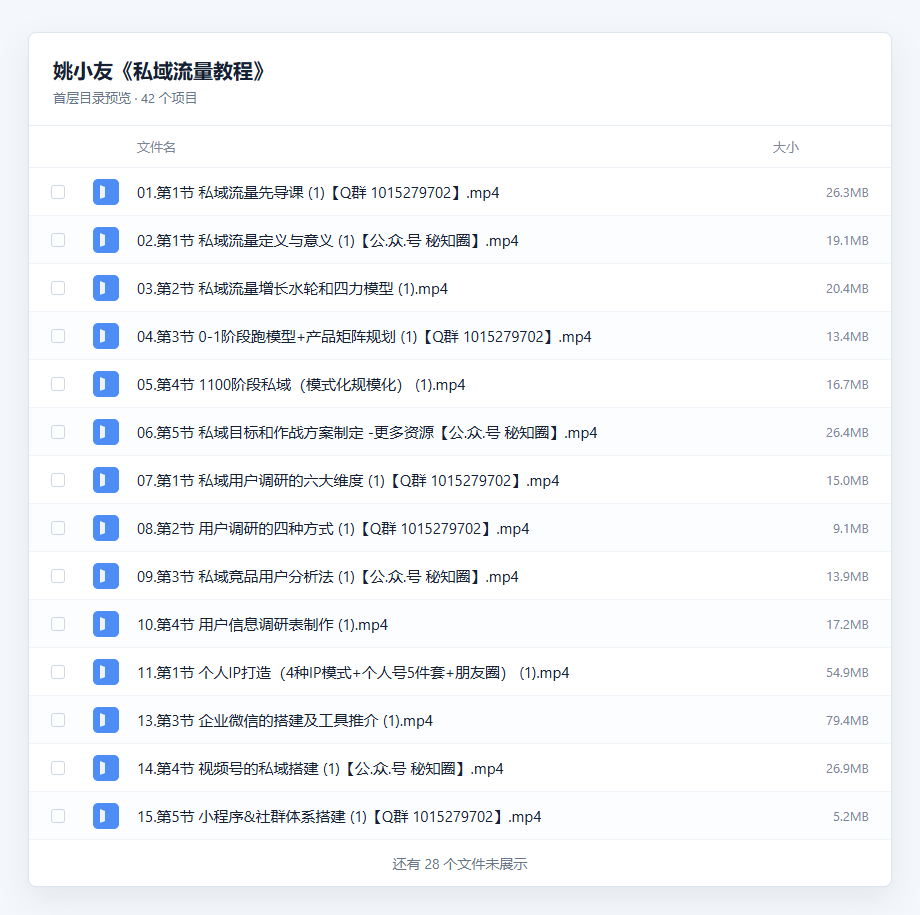 姚小友《私域流量教程》
首层目录预览 · 42 个项目
文件名 大小
01.第1节 私域流量先导课 (1)【Q群 1015279702】.mp4 26.3MB
02.第1节 私域流量定义与意义 (1)【公.众.号 秘知圈】.mp4 19.1MB
03.第2节 私域流量增长水轮和四力模型 (1).mp4 20.4MB
04.第3节 0-1阶段跑模型+产品矩阵规划 (1)【Q群 1015279702】.mp4 13.4MB
05.第4节 1100阶段私域（模式化规模化） (1).mp4 16.7MB
06.第5节 私域目标和作战方案制定 -更多资源【公.众.号 秘知圈】.mp4 26.4MB
07.第1节 私域用户调研的六大维度 (1)【Q群 1015279702】.mp4 15.0MB
08.第2节 用户调研的四种方式 (1)【Q群 1015279702】.mp4 9.1MB
09.第3节 私域竞品用户分析法 (1)【公.众.号 秘知圈】.mp4 13.9MB
10.第4节 用户信息调研表制作 (1).mp4 17.2MB
11.第1节 个人IP打造（4种IP模式+个人号5件套+朋友圈） (1).mp4 54.9MB
13.第3节 企业微信的搭建及工具推介 (1).mp4 79.4MB
14.第4节 视频号的私域搭建 (1)【公.众.号 秘知圈】.mp4 26.9MB
15.第5节 小程序&社群体系搭建 (1)【Q群 1015279702】.mp4 5.2MB
还有 28 个文件未展示